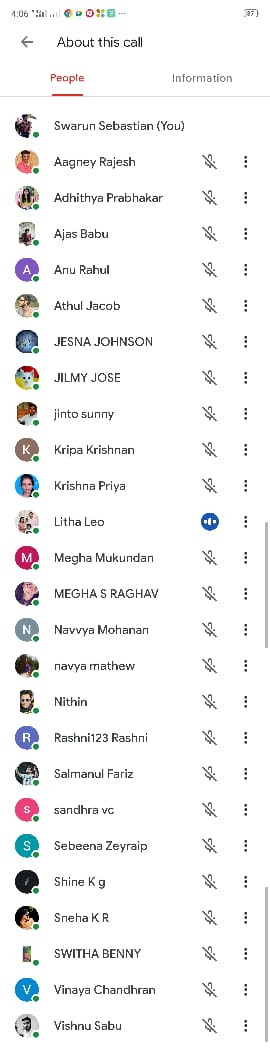 4:06
87
About this call
People
Information
Swarun Sebastian (You)
Aagney Rajesh
Adhithya Prabhakar
Ajas Babu
A
Anu Rahul
Athul Jacob
JESNA JOHNSON
JILMY JOSE
jinto sunny
K
Kripa Krishnan
Krishna Priya
Litha Leo
M
Megha Mukundan
MEGHA S RAGHAV
N
Navvya Mohanan
navya mathew
Nithin
R
Rashni123 Rashni
Salmanul Fariz
s
sandhra vc
S
Sebeena Zeyraip
Shine K g
Sneha K R
SWITHA BENNY
V
Vinaya Chandhran
Vishnu Sabu